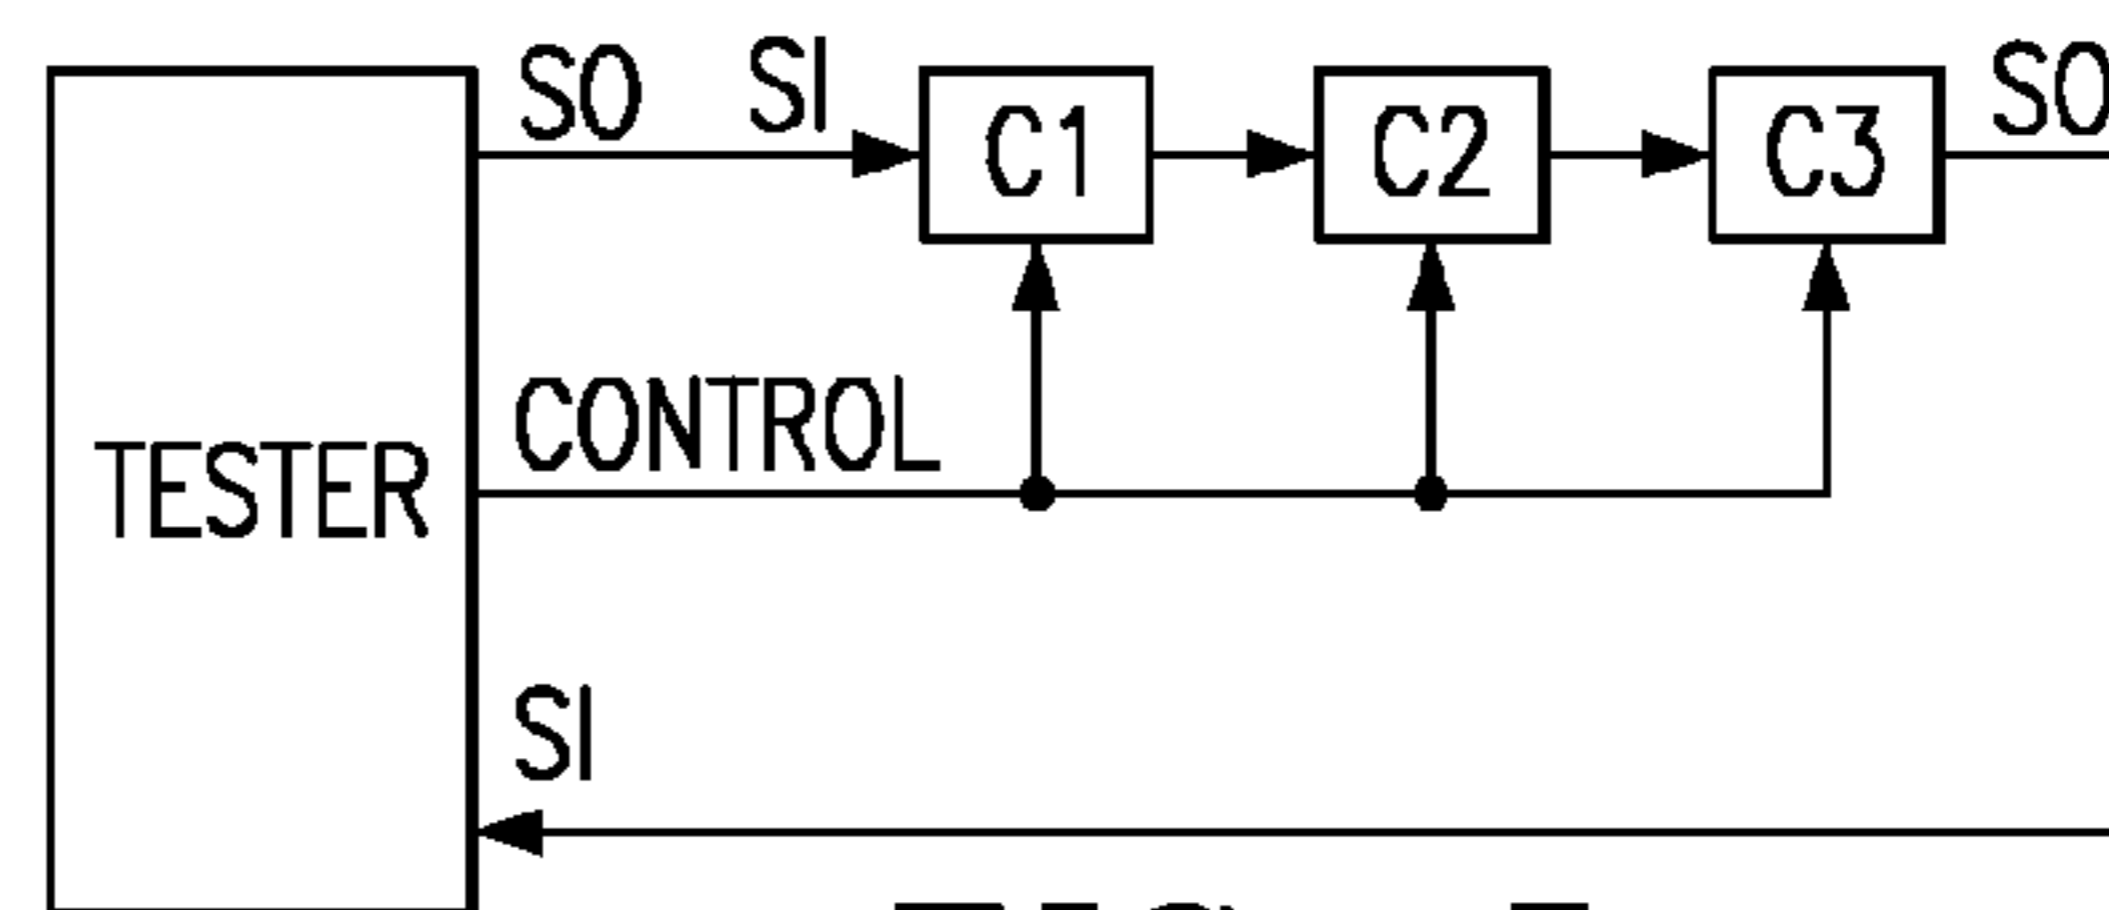 SO SI SO
C1 C2 C3
CONTROL
TESTER
SI